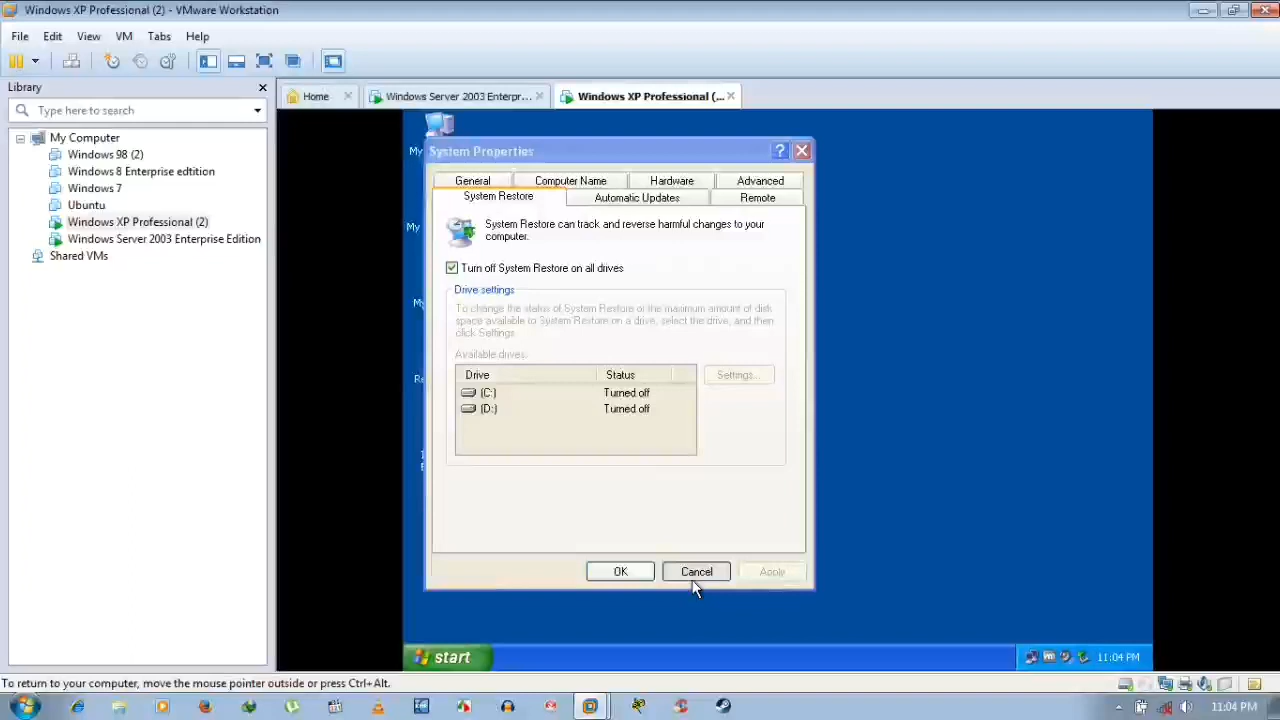 Windows XP Professional (2) - VMware Workstation
File Edit View VM Tabs Help
Library
Type here to search
My Computer
Windows 98 (2)
Windows 8 Enterprise edtition
Windows 7
Ubuntu
Windows XP Professional (2)
Windows Server 2003 Enterprise Edition
Shared VMs
Home
Windows Server 2003 Enterpr...
Windows XP Professional (...
My
My
System Properties
General Computer Name Hardware Advanced
System Restore Automatic Updates Remote
System Restore can track and reverse harmful changes to your
computer.
Turn off System Restore on all drives
Drive settings
To change the status of System Restore or the maximum amount of disk
space available to System Restore on a drive, select the drive, and then
click Settings.
Available drives:
Drive Status
(C:) Turned off
(D:) Turned off
Settings...
OK Cancel Apply
start
11:04 PM
To return to your computer, move the mouse pointer outside or press Ctrl+Alt.
11:04 PM